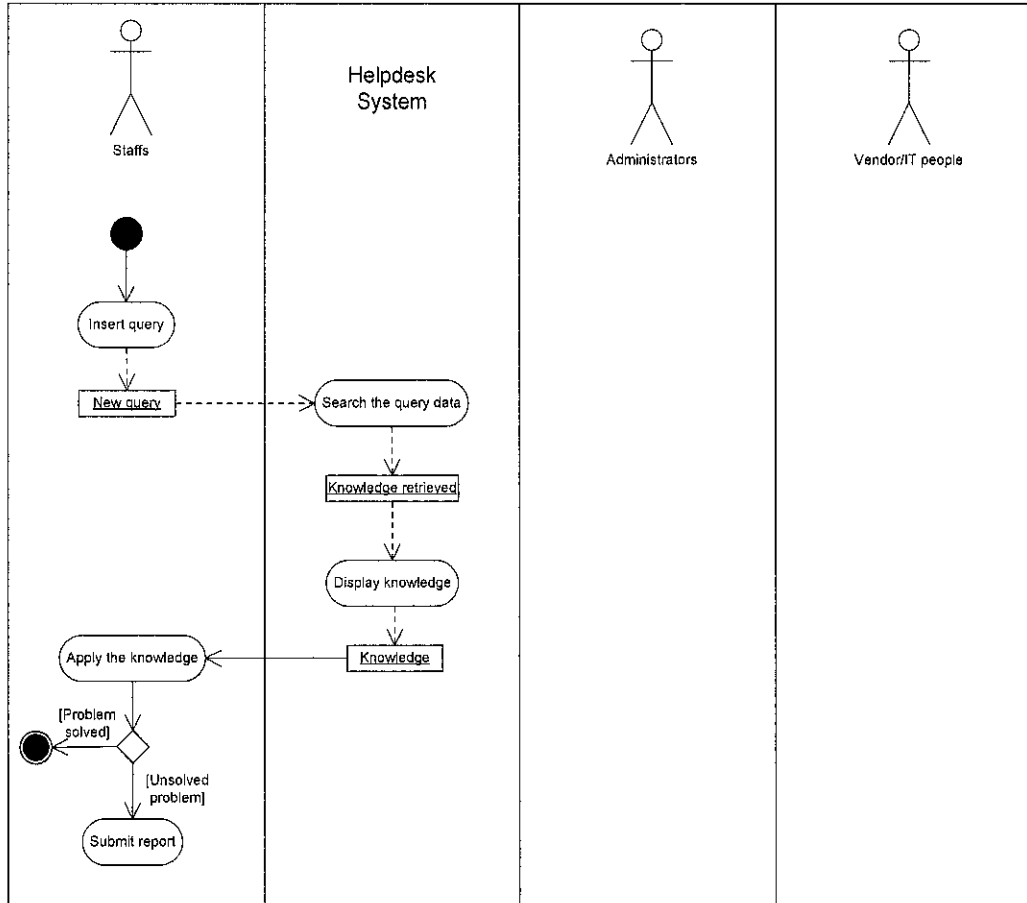 Helpdesk
System
Staffs
Administrators
Vendor/IT people
Insert query
New query
Search the query data
Knowledge retrieved
Display knowledge
Apply the knowledge
Knowledge
[Problem
solved]
[Unsolved
problem]
Submit report